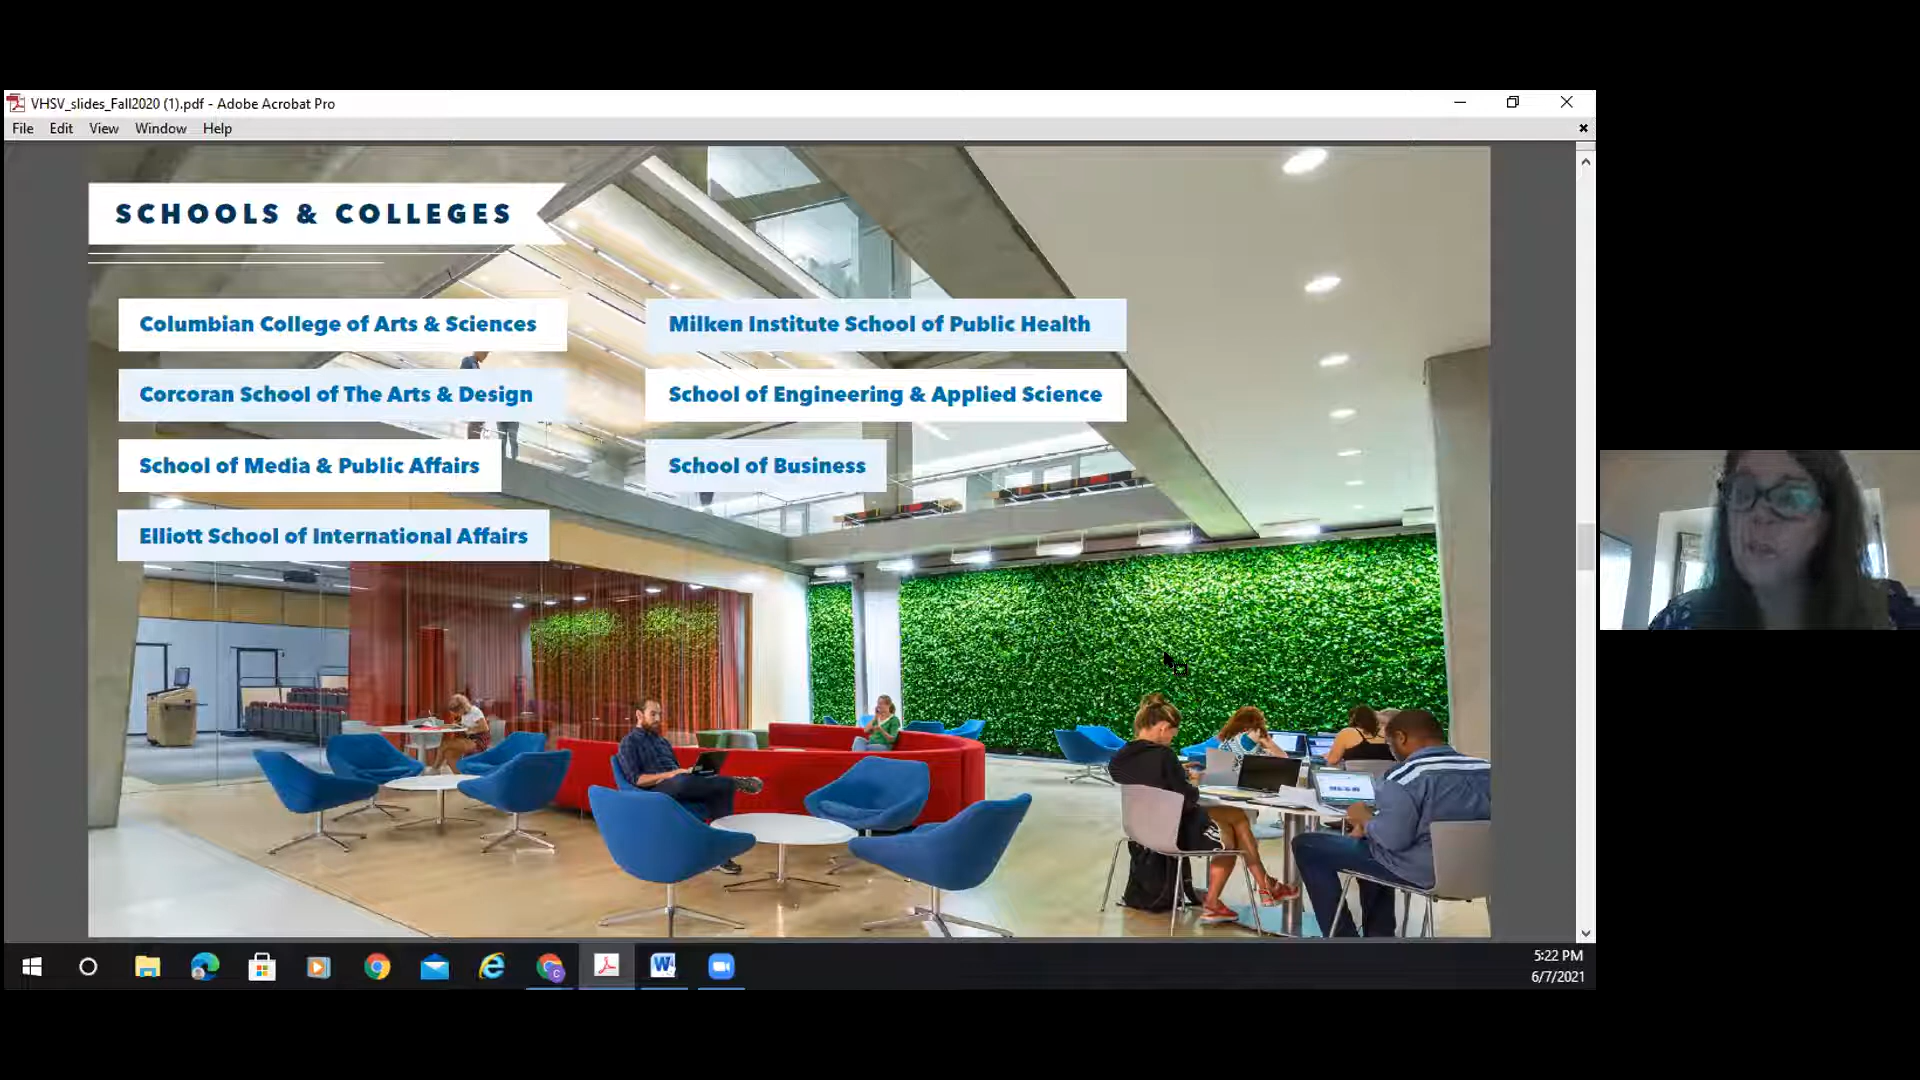 VHSV_slides_Fall2020 (1).pdf - Adobe Acrobat Pro
File Edit View Window Help
SCHOOLS & COLLEGES
Columbian College of Arts & Sciences
Corcoran School of The Arts & Design
School of Media & Public Affairs
Elliott School of International Affairs
Milken Institute School of Public Health
School of Engineering & Applied Science
School of Business
5:22 PM
6/7/2021